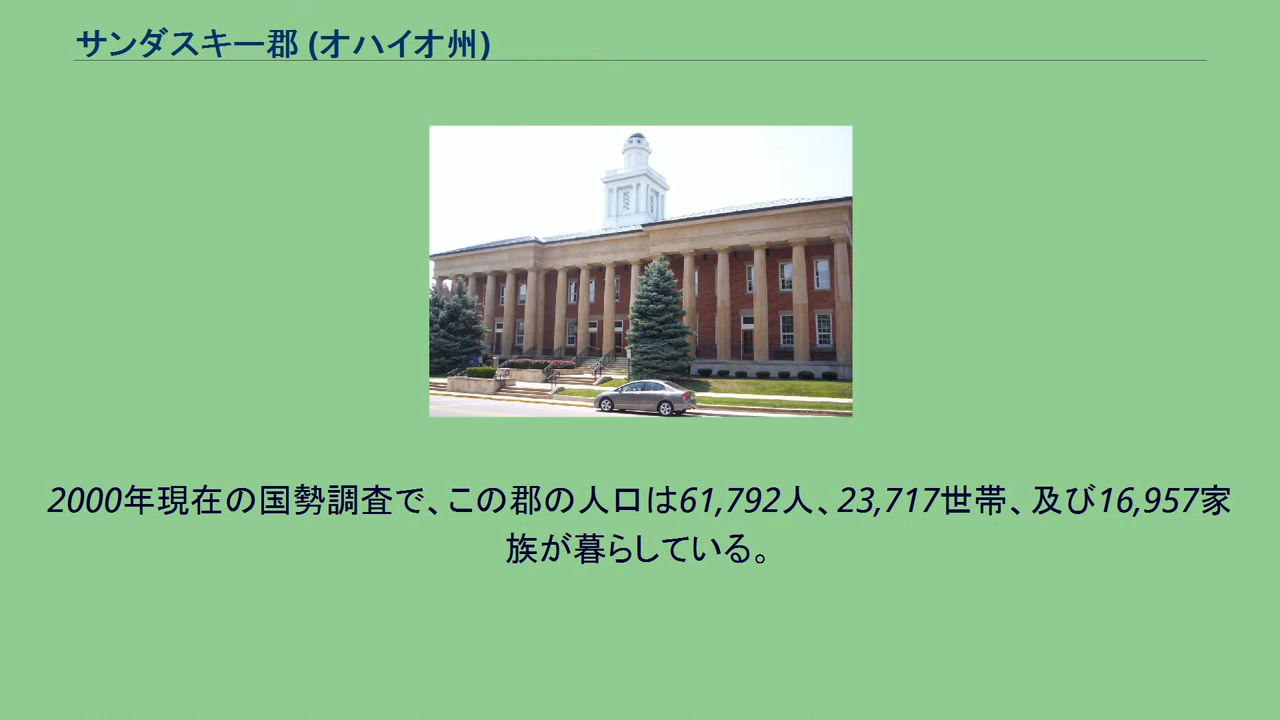 サンダスキー郡 (オハイオ州)
2000年現在の国勢調査で、この郡の人口は61,792人、23,717世帯、及び16,957家
族が暮らしている。